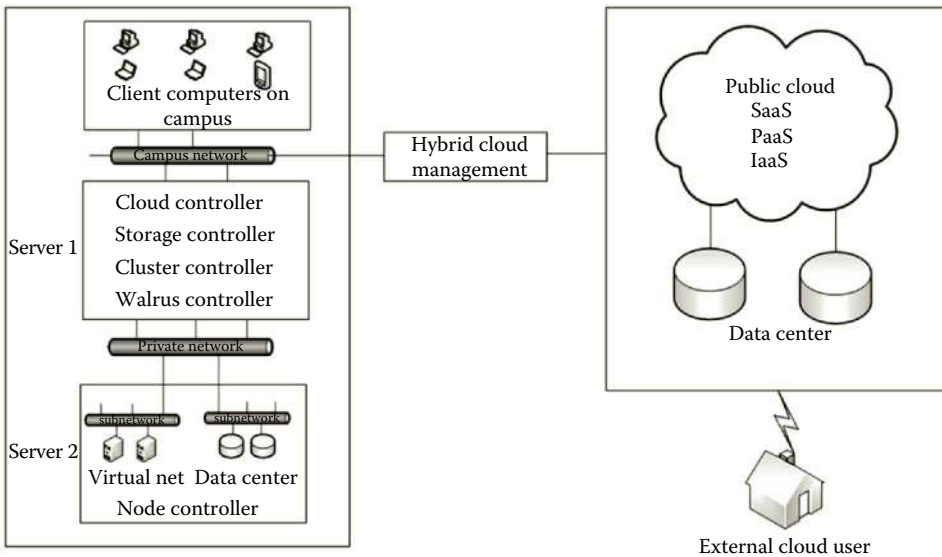 Client computers on
campus
Campus network
Server 1
Cloud controller
Storage controller
Cluster controller
Walrus controller
Private network
Server 2
subnetwork
subnetwork
Virtual net
Data center
Node controller
Hybrid cloud
management
Public cloud
SaaS
PaaS
IaaS
Data center
External cloud user